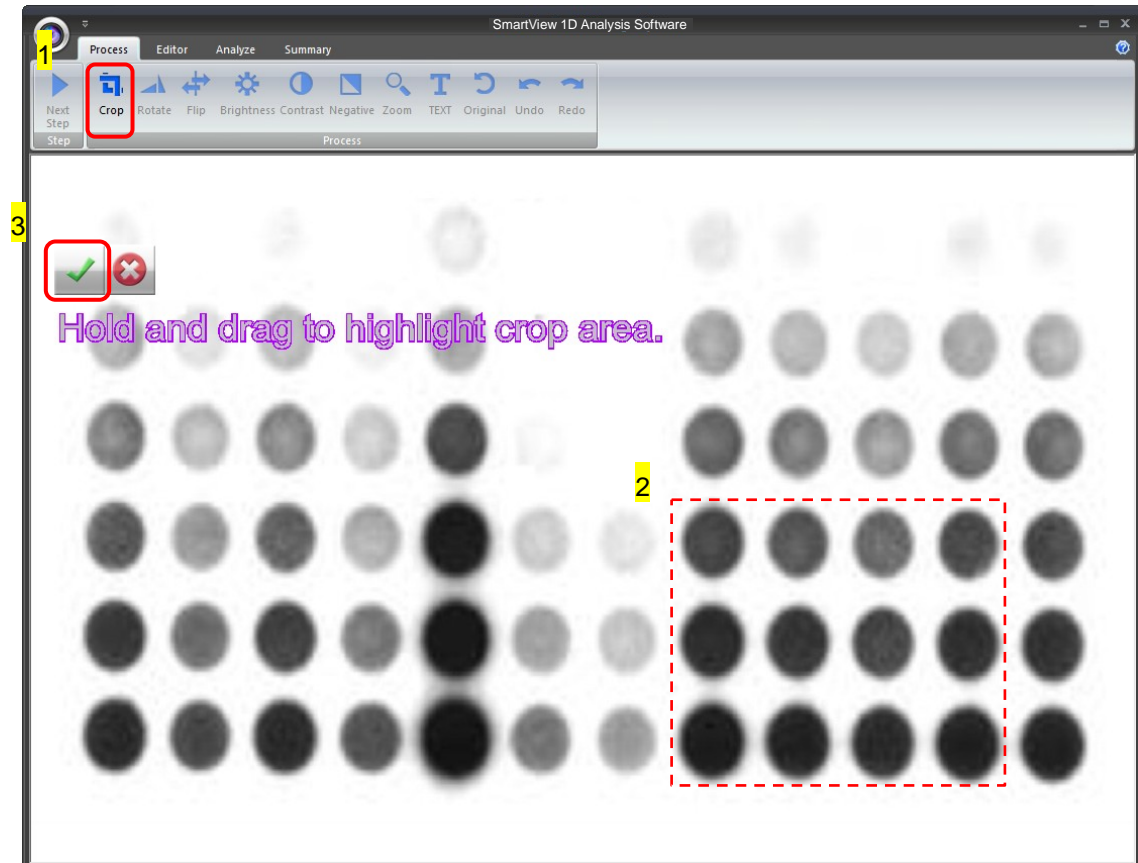 SmartView 1D Analysis Software
1
Process Editor Analyze Summary
Next Step
Crop Rotate Flip Brightness Contrast Negative Zoom TEXT Original Undo Redo
Step Process
3
Hold and drag to highlight crop area.
2